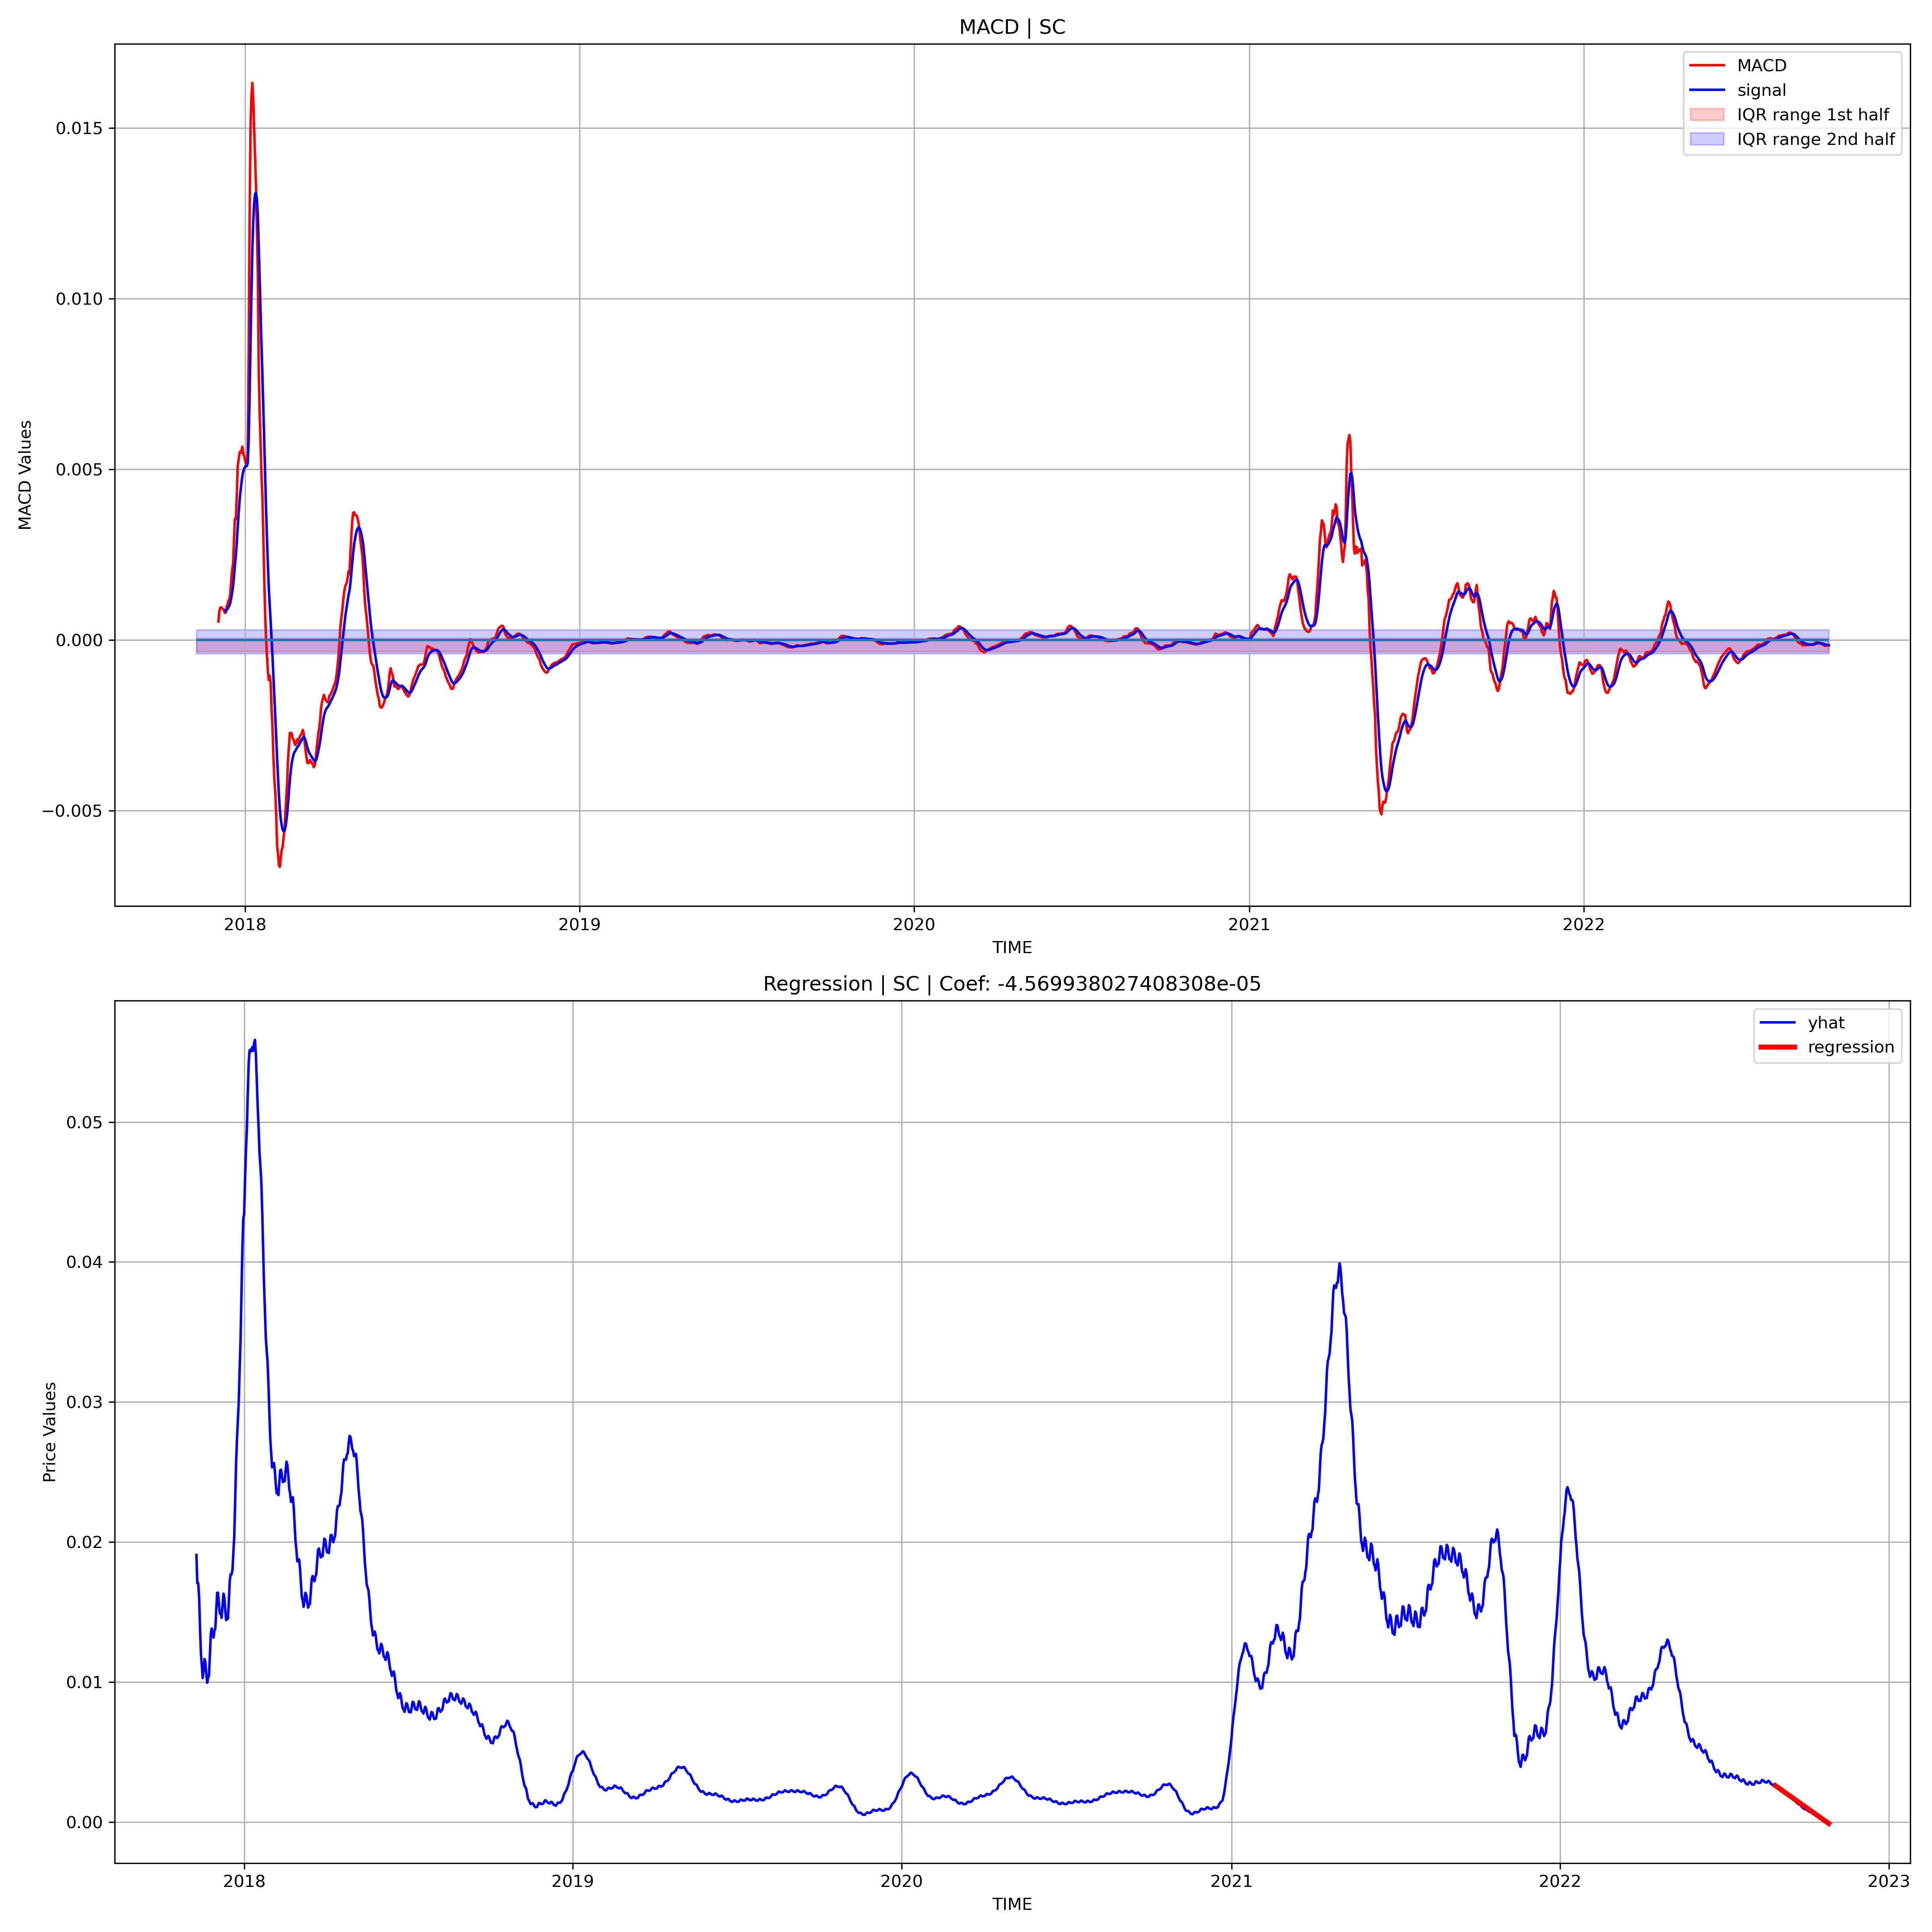 MACD | SC
MACD
signal
IQR range 1st half
IQR range 2nd half
0.015
0.010
0.005
0.000
−0.005
MACD Values
2018 2019 2020 2021 2022
TIME
Regression | SC | Coef: -4.569938027408308e-05
yhat
regression
0.05
0.04
0.03
0.02
0.01
0.00
Price Values
2018 2019 2020 2021 2022 2023
TIME